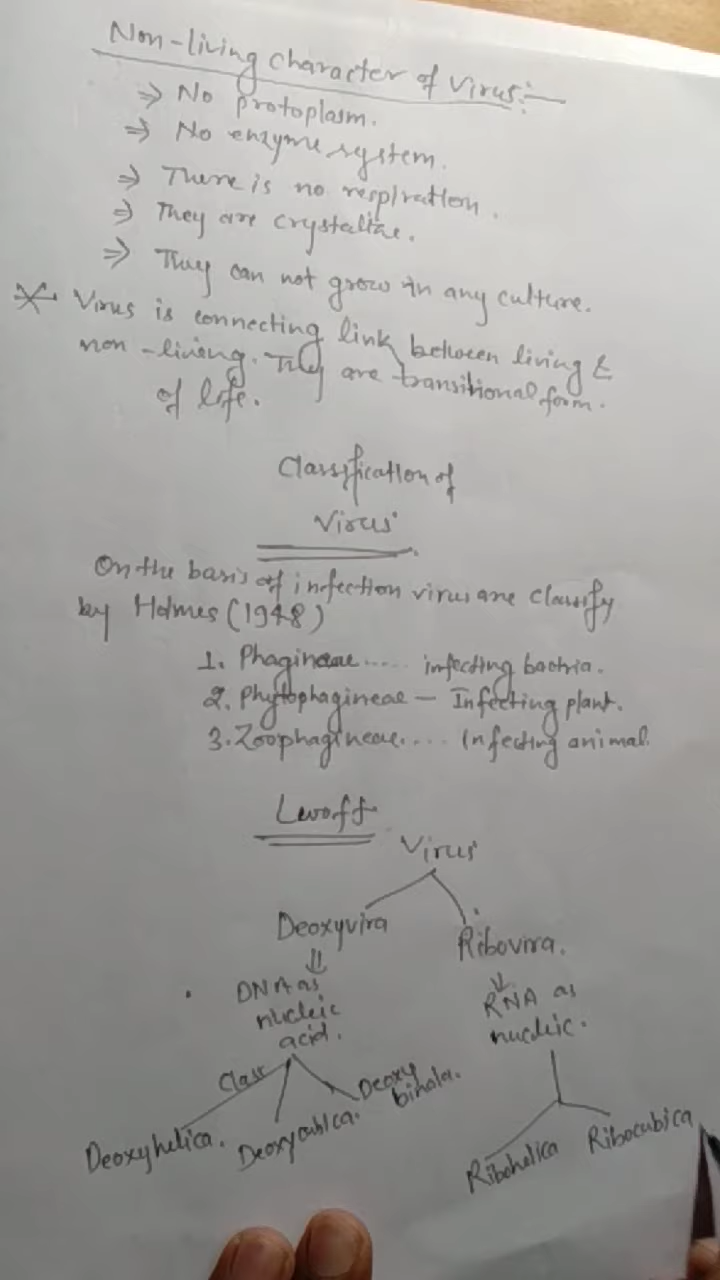 Non-living character of Virus:-
⇒ No protoplasm.
⇒ No enzyme system.
⇒ There is no respiration.
⇒ They are crystallize.
⇒ They can not grow in any culture.
* Virus is connecting link between living &
non-living. They are transitional form.
of life.
Classification of
Virus
On the basis of infection virus are classify
by Holmes (1948)
1. Phagineae..... infecting bactria.
2. Phytophagineae – Infecting plant.
3. Zoophagineae.... Infecting animal.
Lwoff
Virus
Deoxyvira Ribovira.
⇓ ↓
DNA as RNA as
nucleic nucleic.
acid.
Class
Deoxyhelica. Deoxycubica. Deoxy
binala.
Ribohelica Ribocubica